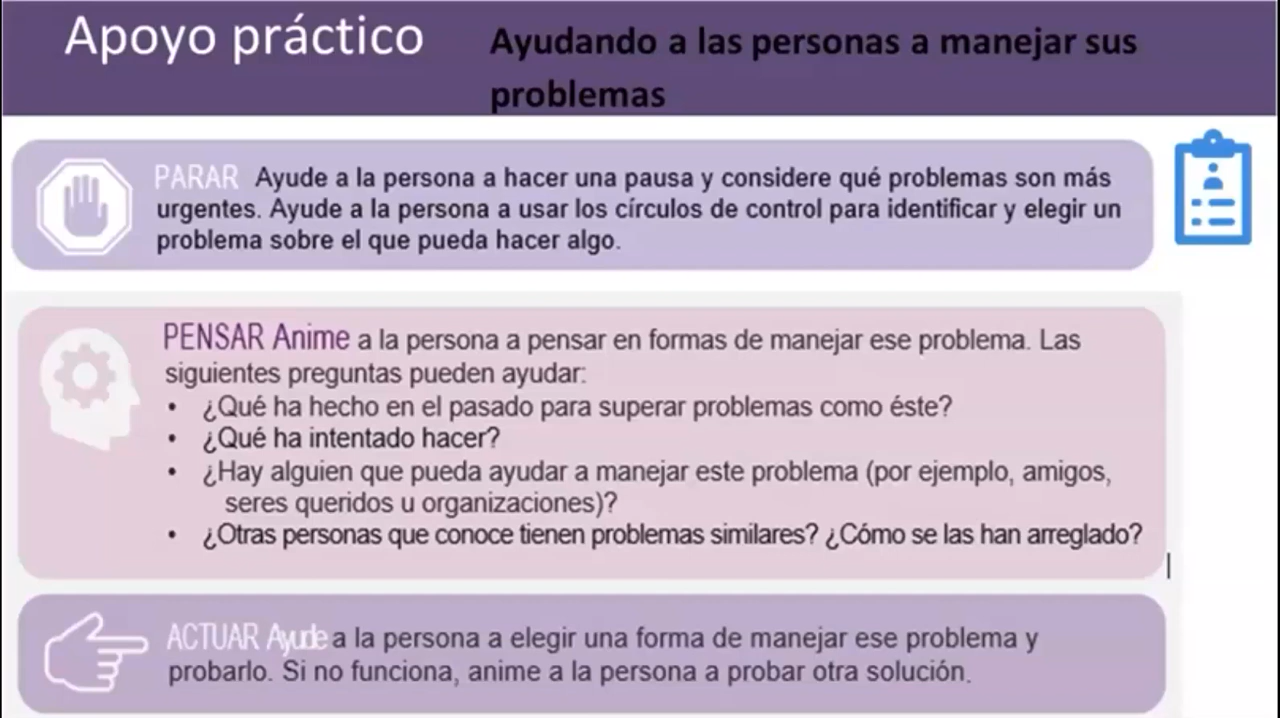 Apoyo práctico
Ayudando a las personas a manejar sus
problemas
PARAR Ayude a la persona a hacer una pausa y considere qué problemas son más
urgentes. Ayude a la persona a usar los círculos de control para identificar y elegir un
problema sobre el que pueda hacer algo.
PENSAR Anime a la persona a pensar en formas de manejar ese problema. Las
siguientes preguntas pueden ayudar:
• ¿Qué ha hecho en el pasado para superar problemas como éste?
• ¿Qué ha intentado hacer?
• ¿Hay alguien que pueda ayudar a manejar este problema (por ejemplo, amigos,
seres queridos u organizaciones)?
• ¿Otras personas que conoce tienen problemas similares? ¿Cómo se las han arreglado?
ACTUAR Ayude a la persona a elegir una forma de manejar ese problema y
probarlo. Si no funciona, anime a la persona a probar otra solución.